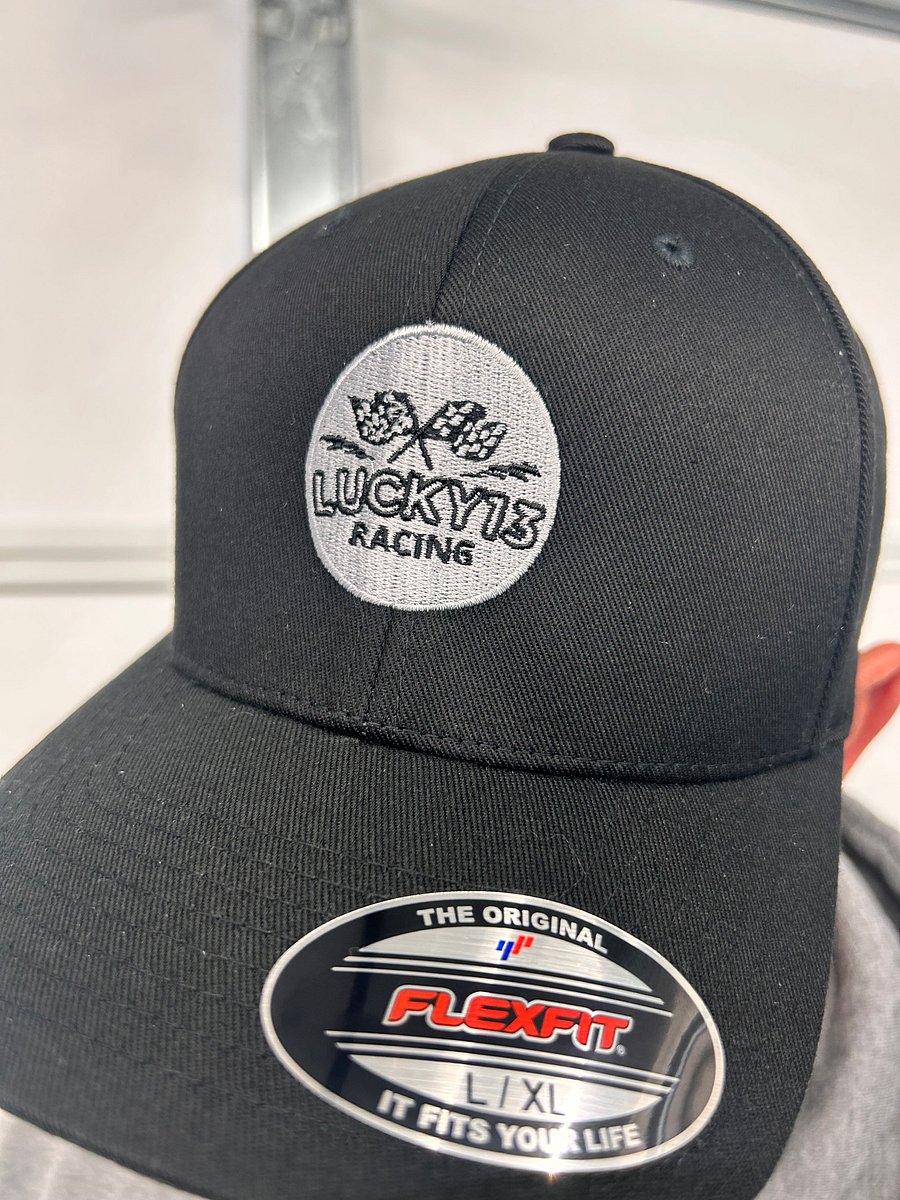 LUCKY13
RACING
THE ORIGINAL
FLEXFIT®
L / XL
IT FITS YOUR LIFE